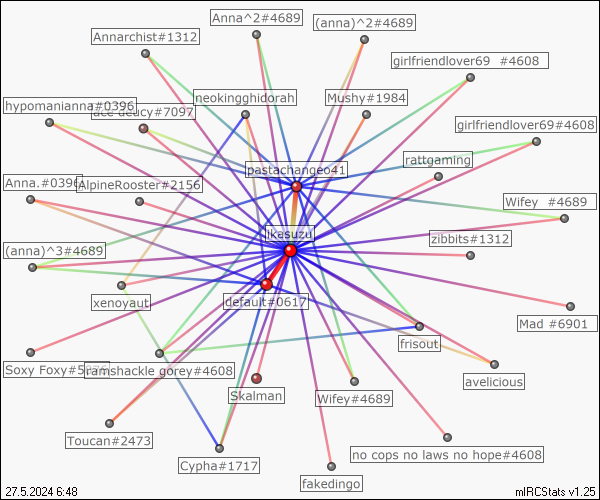 Anna^2#4689
(anna)^2#4689
Annarchist#1312
girlfriendlover69 #4608
neokingghidorah
Mushy#1984
hypomanianna#0396
ace deucy#7097
girlfriendlover69#4608
rattgaming
pastachangeo41
Anna.#0396
AlpineRooster#2156
Wifey #4689
ikasuzu
zibbits#1312
(anna)^3#4689
xenoyaut
default#0617
Mad #6901
frisout
Soxy Foxy
ramshackle gorey#4608
avelicious
Skalman
Wifey#4689
Toucan#2473
no cops no laws no hope#4608
Cypha#1717
fakedingo
27.5.2024 6:48
mIRCStats v1.25